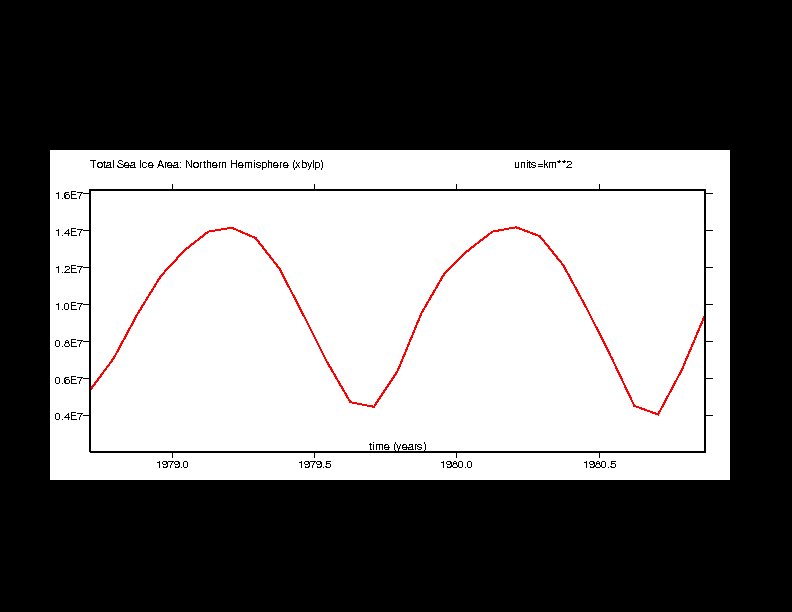 Total Sea Ice Area: Northern Hemisphere (xbylp) units=km**2
1.6E7
1.4E7
1.2E7
1.0E7
0.8E7
0.6E7
0.4E7
time (years)
1979.0 1979.5 1980.0 1980.5